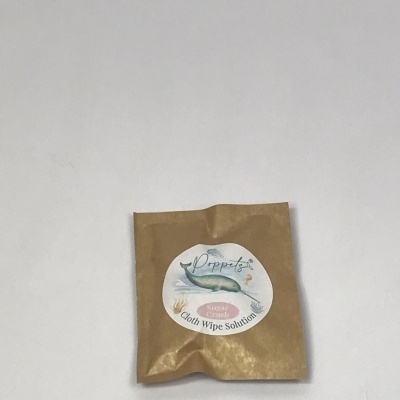 Poppets
Sugar
Crush
Cloth Wipe Solution